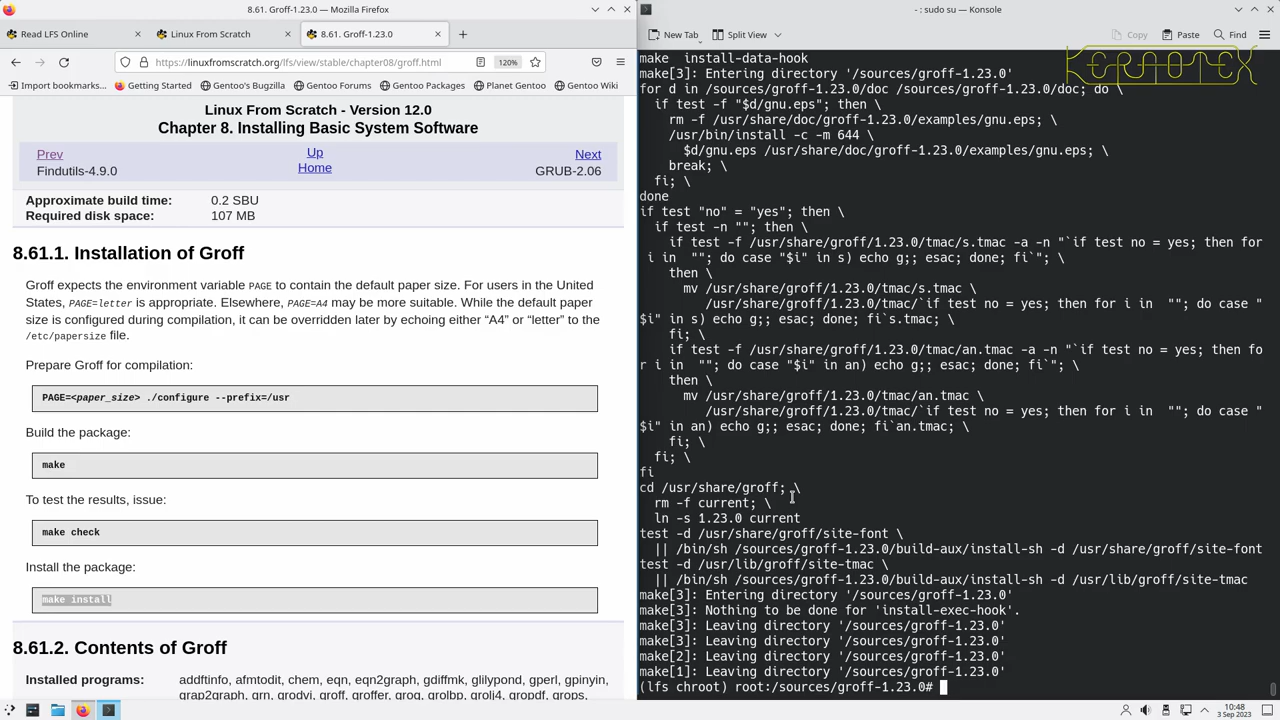 8.61. Groff-1.23.0 — Mozilla Firefox
Read LFS Online
Linux From Scratch
8.61. Groff-1.23.0
https://linuxfromscratch.org/lfs/view/stable/chapter08/groff.html
120%
Import bookmarks...
Getting Started
Gentoo Bugs
Gentoo Forums
Gentoo Packages
Planet Gentoo
Gentoo Wiki
Linux From Scratch - Version 12.0
Chapter 8. Installing Basic System Software
Prev
Up
Next
Findutils-4.9.0
Home
GRUB-2.06
Approximate build time: 0.2 SBU
Required disk space: 107 MB
8.61.1. Installation of Groff
Groff expects the environment variable PAGE to contain the default paper size. For users in the United
States, PAGE=letter is appropriate. Elsewhere, PAGE=A4 may be more suitable. While the default paper
size is configured during compilation, it can be overridden later by echoing either “A4” or “letter” to the
/etc/papersize file.
Prepare Groff for compilation:
PAGE=<paper_size> ./configure --prefix=/usr
Build the package:
make
To test the results, issue:
make check
Install the package:
make install
8.61.2. Contents of Groff
Installed programs: addftinfo, afmtodit, chem, eqn, eqn2graph, gdiffmk, glilypond, gperl, gpinyin,
grap2graph, grn, grodvi, groff, groffer, grog, grolbp, grolj4, gropdf, grops,
- : sudo su — Konsole
New Tab
Split View
Copy
Paste
Find
KERNOTEX
make  install-data-hook
make[3]: Entering directory '/sources/groff-1.23.0'
for d in /sources/groff-1.23.0/doc /sources/groff-1.23.0/doc; do \
if test -f "$d/gnu.eps"; then \
rm -f /usr/share/doc/groff-1.23.0/examples/gnu.eps; \
/usr/bin/install -c -m 644 \
$d/gnu.eps /usr/share/doc/groff-1.23.0/examples/gnu.eps; \
break; \
fi; \
done
if test "no" = "yes"; then \
if test -n ""; then \
if test -f /usr/share/groff/1.23.0/tmac/s.tmac -a -n "`if test no = yes; then for
i in  ""; do case "$i" in s) echo g;; esac; done; fi`"; \
then \
mv /usr/share/groff/1.23.0/tmac/s.tmac \
/usr/share/groff/1.23.0/tmac/`if test no = yes; then for i in  ""; do case "
$i" in s) echo g;; esac; done; fi`s.tmac; \
fi; \
if test -f /usr/share/groff/1.23.0/tmac/an.tmac -a -n "`if test no = yes; then fo
r i in  ""; do case "$i" in an) echo g;; esac; done; fi`"; \
then \
mv /usr/share/groff/1.23.0/tmac/an.tmac \
/usr/share/groff/1.23.0/tmac/`if test no = yes; then for i in  ""; do case "
$i" in an) echo g;; esac; done; fi`an.tmac; \
fi; \
fi; \
fi
cd /usr/share/groff; \
rm -f current; \
ln -s 1.23.0 current
test -d /usr/share/groff/site-font \
|| /bin/sh /sources/groff-1.23.0/build-aux/install-sh -d /usr/share/groff/site-font
test -d /usr/lib/groff/site-tmac \
|| /bin/sh /sources/groff-1.23.0/build-aux/install-sh -d /usr/lib/groff/site-tmac
make[3]: Entering directory '/sources/groff-1.23.0'
make[3]: Nothing to be done for 'install-exec-hook'.
make[3]: Leaving directory '/sources/groff-1.23.0'
make[3]: Leaving directory '/sources/groff-1.23.0'
make[2]: Leaving directory '/sources/groff-1.23.0'
make[1]: Leaving directory '/sources/groff-1.23.0'
(lfs chroot) root:/sources/groff-1.23.0#
10:48
3 Sep 2023